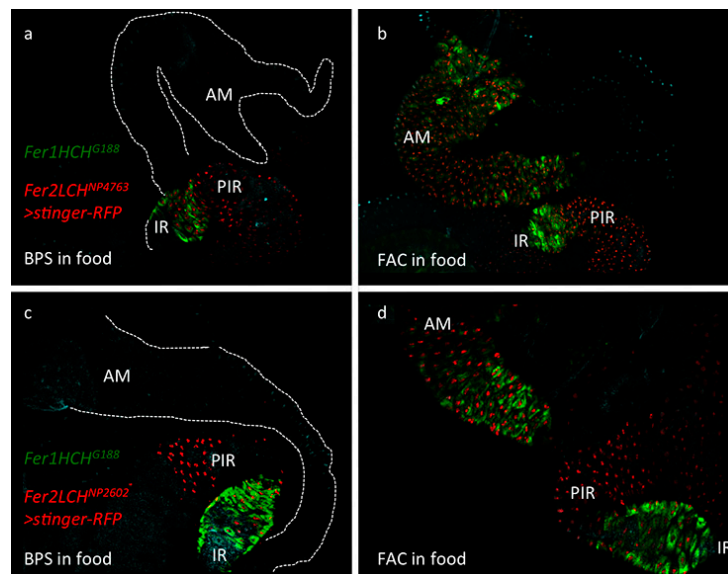 a
AM
Fer1HCH^G188
Fer2LCH^NP4763
>stinger-RFP
PIR
IR
BPS in food
b
AM
PIR
IR
FAC in food
c
AM
Fer1HCH^G188
PIR
Fer2LCH^NP2602
>stinger-RFP
IR
BPS in food
d
AM
PIR
IR
FAC in food